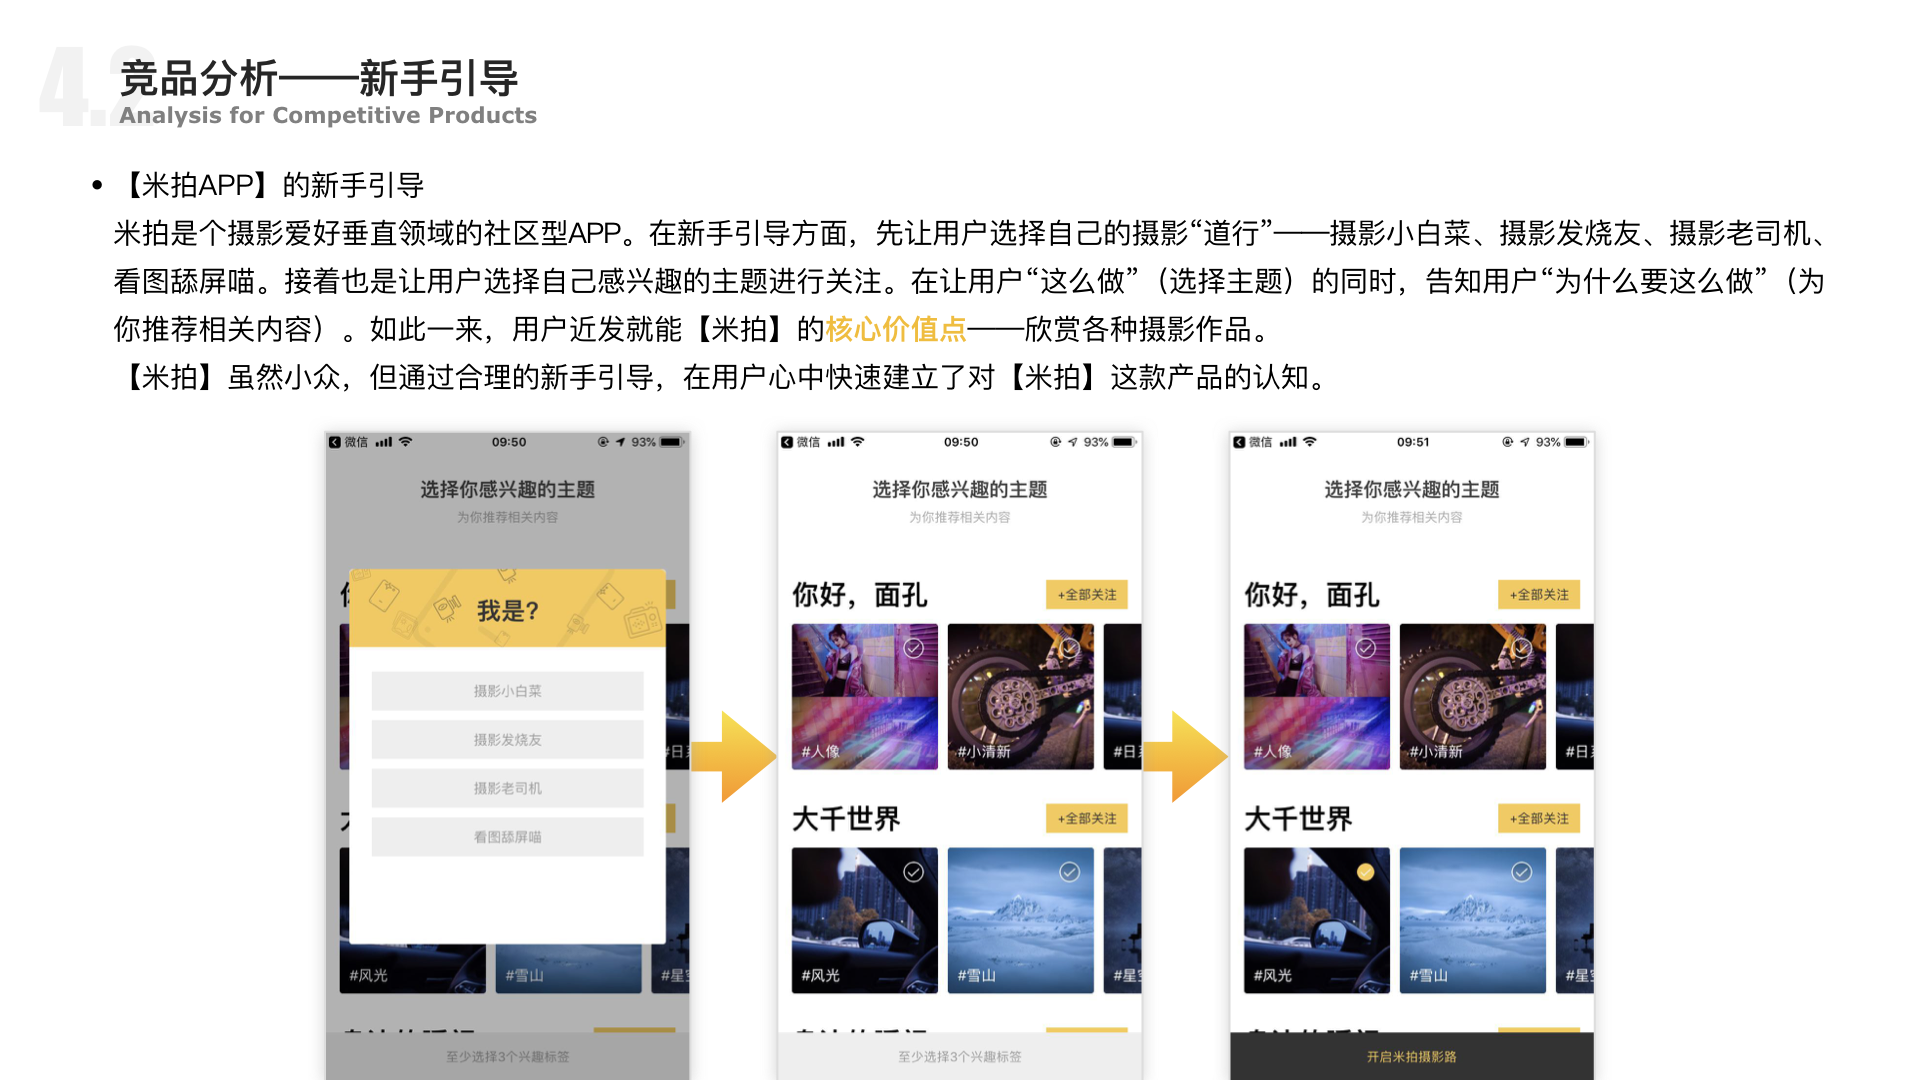 4.2
竞品分析——新手引导
Analysis for Competitive Products
• 【米拍APP】的新手引导
米拍是个摄影爱好垂直领域的社区型APP。在新手引导方面，先让用户选择自己的摄影“道行”——摄影小白菜、摄影发烧友、摄影老司机、
看图舔屏喵。接着也是让用户选择自己感兴趣的主题进行关注。在让用户“这么做”（选择主题）的同时，告知用户“为什么要这么做”（为
你推荐相关内容）。如此一来，用户近发就能【米拍】的核心价值点——欣赏各种摄影作品。
【米拍】虽然小众，但通过合理的新手引导，在用户心中快速建立了对【米拍】这款产品的认知。
微信 09:50 93%
选择你感兴趣的主题
为你推荐相关内容
我是?
摄影小白菜
摄影发烧友
摄影老司机
看图舔屏喵
#日
#风光
#雪山
#星
至少选择3个兴趣标签
微信 09:50 93%
选择你感兴趣的主题
为你推荐相关内容
你好，面孔
+全部关注
#人像
#小清新
#日
大千世界
+全部关注
#风光
#雪山
#星
至少选择3个兴趣标签
微信 09:51 93%
选择你感兴趣的主题
为你推荐相关内容
你好，面孔
+全部关注
#人像
#小清新
#日
大千世界
+全部关注
#风光
#雪山
#星
开启米拍摄影路